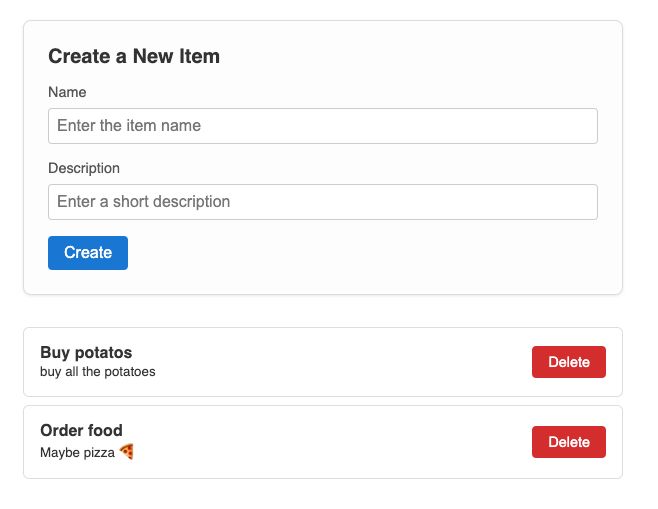 Create a New Item
Name
Enter the item name
Description
Enter a short description
Create
Buy potatos
buy all the potatoes
Delete
Order food
Maybe pizza 🍕
Delete